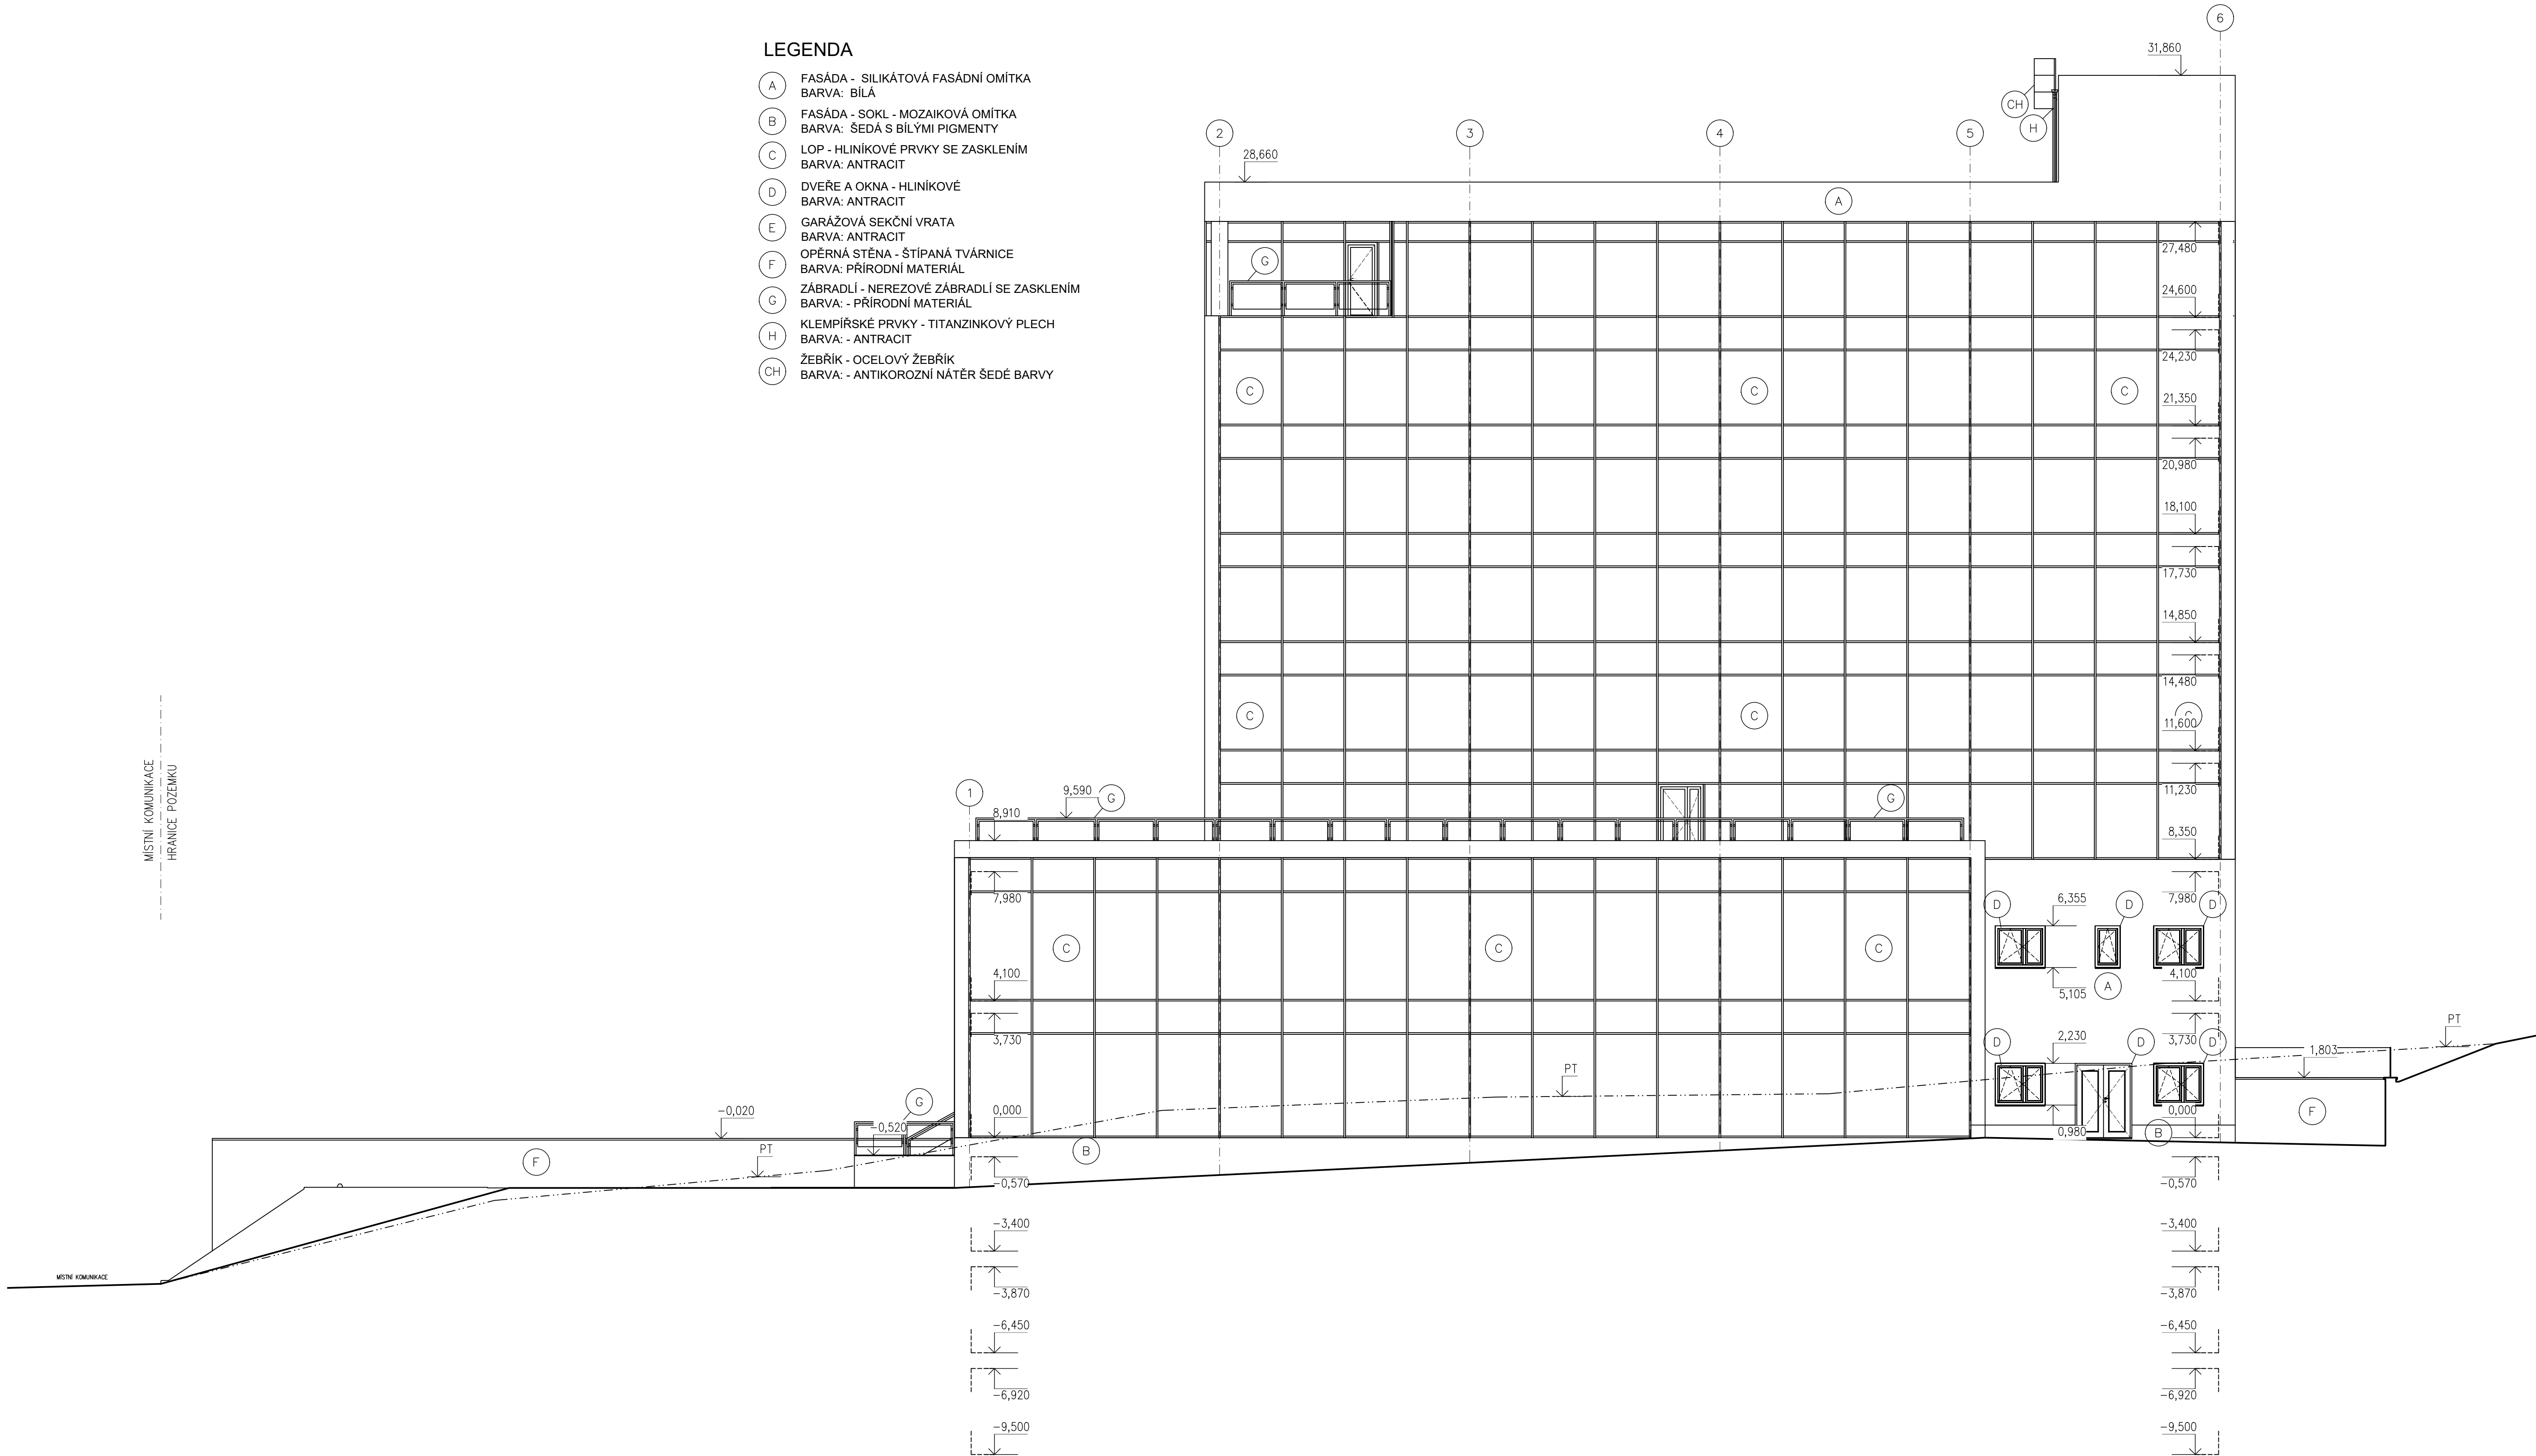 LEGENDA
A
FASÁDA - SILIKÁTOVÁ FASÁDNÍ OMÍTKA
BARVA: BÍLÁ
B
FASÁDA - SOKL - MOZAIKOVÁ OMÍTKA
BARVA: ŠEDÁ S BÍLÝMI PIGMENTY
C
LOP - HLINÍKOVÉ PRVKY SE ZASKLENÍM
BARVA: ANTRACIT
D
DVEŘE A OKNA - HLINÍKOVÉ
BARVA: ANTRACIT
E
GARÁŽOVÁ SEKČNÍ VRATA
BARVA: ANTRACIT
F
OPĚRNÁ STĚNA - ŠTÍPANÁ TVÁRNICE
BARVA: PŘÍRODNÍ MATERIÁL
G
ZÁBRADLÍ - NEREZOVÉ ZÁBRADLÍ SE ZASKLENÍM
BARVA: - PŘÍRODNÍ MATERIÁL
H
KLEMPÍŘSKÉ PRVKY - TITANZINKOVÝ PLECH
BARVA: - ANTRACIT
CH
ŽEBŘÍK - OCELOVÝ ŽEBŘÍK
BARVA: - ANTIKOROZNÍ NÁTĚR ŠEDÉ BARVY
6
31,860
CH
H
2
3
4
5
28,660
A
G
27,480
24,600
24,230
C
C
C
21,350
20,980
18,100
17,730
14,850
14,480
C
C
C
11,600
11,230
8,350
MÍSTNÍ KOMUNIKACE
HRANICE POZEMKU
1
8,910
9,590
G
G
7,980
7,980
D
6,355
D
D
C
C
C
4,100
4,100
5,105
A
3,730
3,730
D
2,230
D
D
PT
1,803
PT
G
-0,020
-0,520
0,000
0,000
F
0,980
B
B
PT
F
-0,570
-0,570
-3,400
-3,400
MÍSTNÍ KOMUNIKACE
-3,870
-3,870
-6,450
-6,450
-6,920
-6,920
-9,500
-9,500